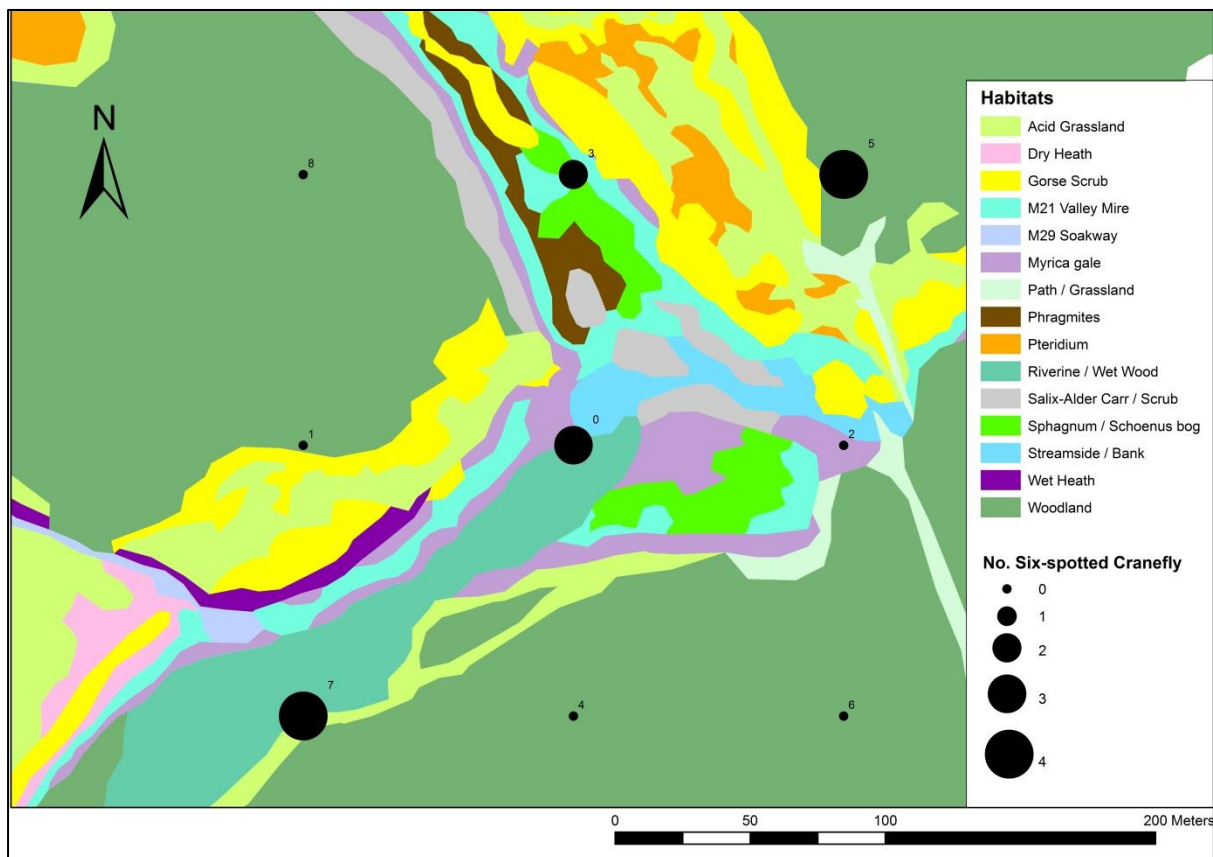 N
8
3
5
1
0
2
7
4
6
Habitats
Acid Grassland
Dry Heath
Gorse Scrub
M21 Valley Mire
M29 Soakway
Myrica gale
Path / Grassland
Phragmites
Pteridium
Riverine / Wet Wood
Salix-Alder Carr / Scrub
Sphagnum / Schoenus bog
Streamside / Bank
Wet Heath
Woodland
No. Six-spotted Cranefly
0
1
2
3
4
0 50 100 200 Meters